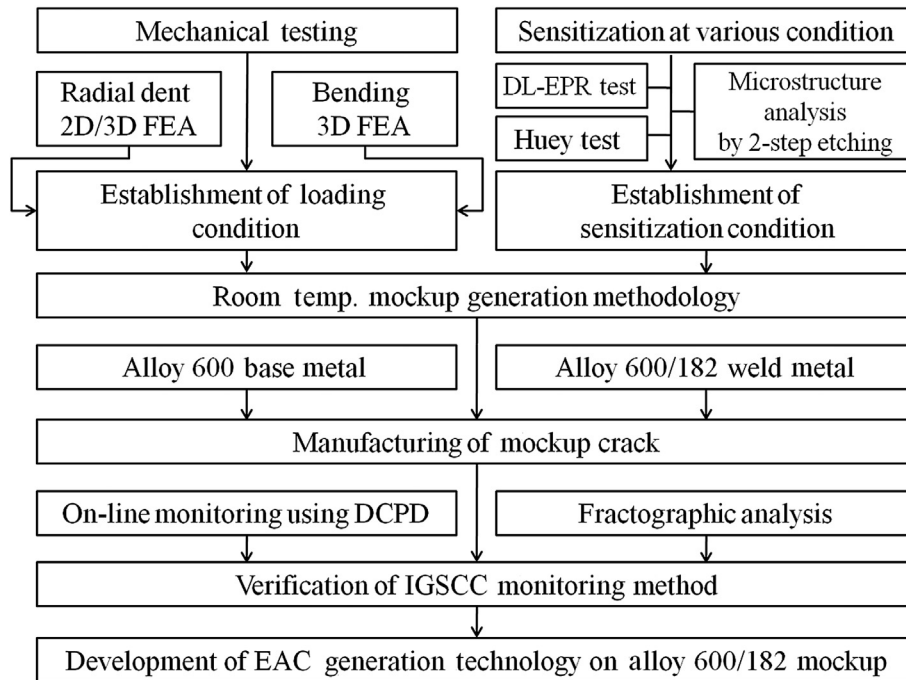 Mechanical testing
Sensitization at various condition
Radial dent
2D/3D FEA
Bending
3D FEA
DL-EPR test
Huey test
Microstructure
analysis
by 2-step etching
Establishment of loading
condition
Establishment of
sensitization condition
Room temp. mockup generation methodology
Alloy 600 base metal
Alloy 600/182 weld metal
Manufacturing of mockup crack
On-line monitoring using DCPD
Fractographic analysis
Verification of IGSCC monitoring method
Development of EAC generation technology on alloy 600/182 mockup